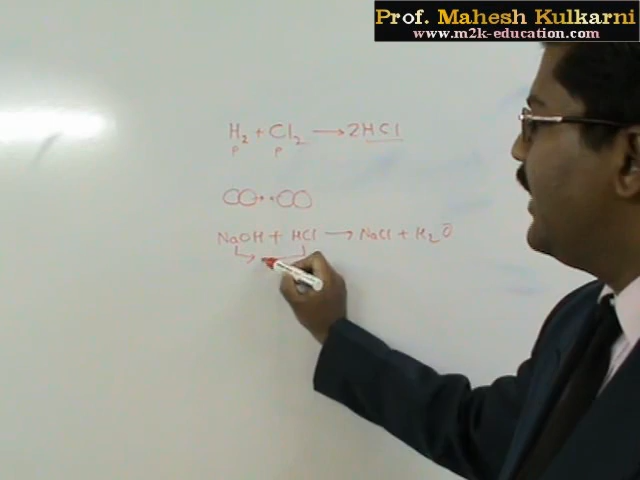 Prof. Mahesh Kulkarni
www.m2k-education.com
H₂ + Cl₂ → 2HCl
P P
NaOH + HCl → NaCl + H₂O